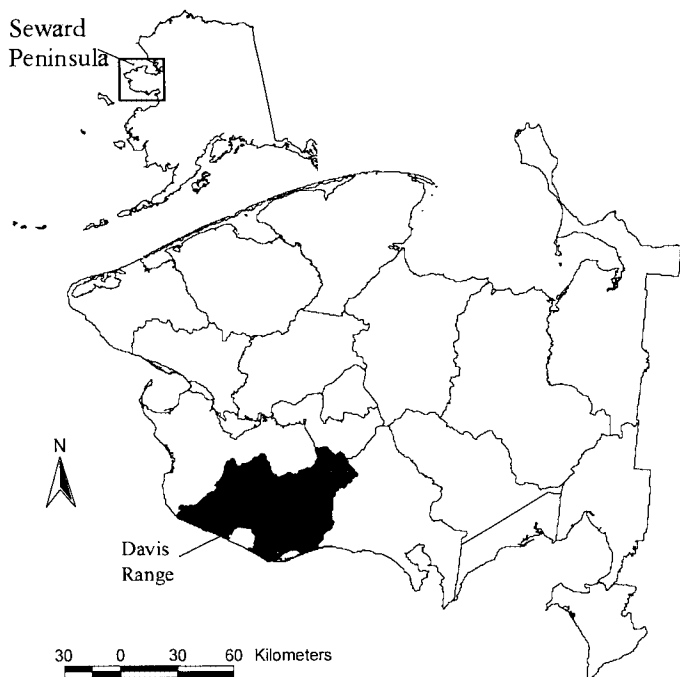 Seward
Peninsula
N
Davis
Range
30 0 30 60 Kilometers